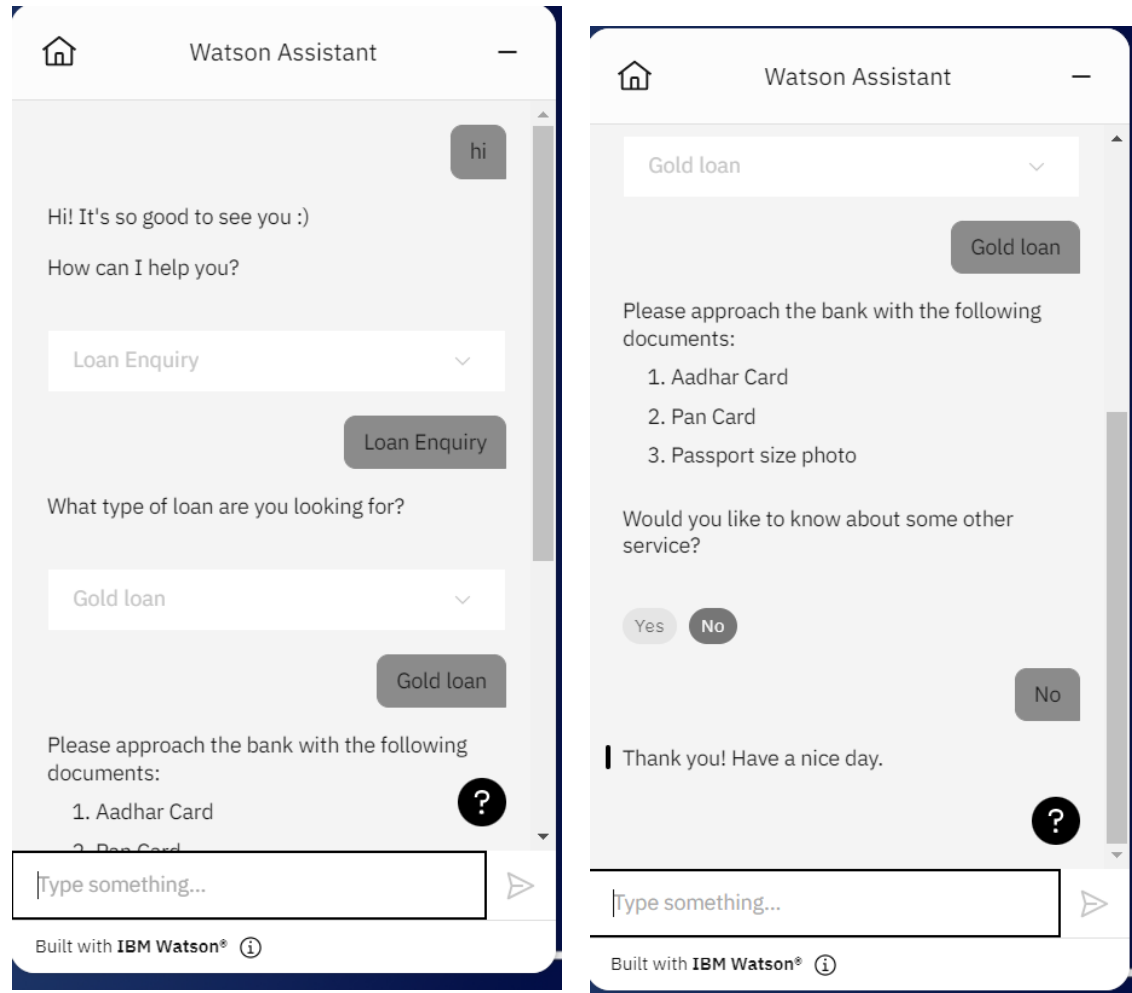 Watson Assistant
hi
Hi! It's so good to see you :)
How can I help you?
Loan Enquiry
Loan Enquiry
What type of loan are you looking for?
Gold loan
Gold loan
Please approach the bank with the following
documents:
1. Aadhar Card
2. Pan Card
?
Type something...
Built with IBM Watson®
Watson Assistant
Gold loan
Gold loan
Please approach the bank with the following
documents:
1. Aadhar Card
2. Pan Card
3. Passport size photo
Would you like to know about some other
service?
Yes No
No
Thank you! Have a nice day.
?
Type something...
Built with IBM Watson®